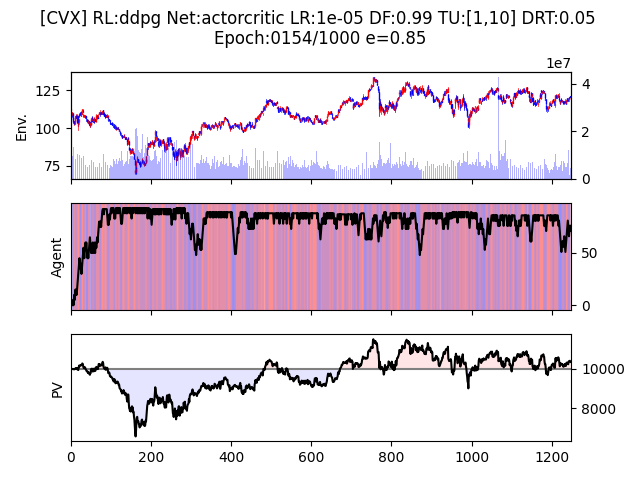 [CVX] RL:ddpg Net:actorcritic LR:1e-05 DF:0.99 TU:[1,10] DRT:0.05
Epoch:0154/1000 e=0.85
1e7
125
100
75
Env.
4
2
0
Agent
50
0
PV
10000
8000
0 200 400 600 800 1000 1200